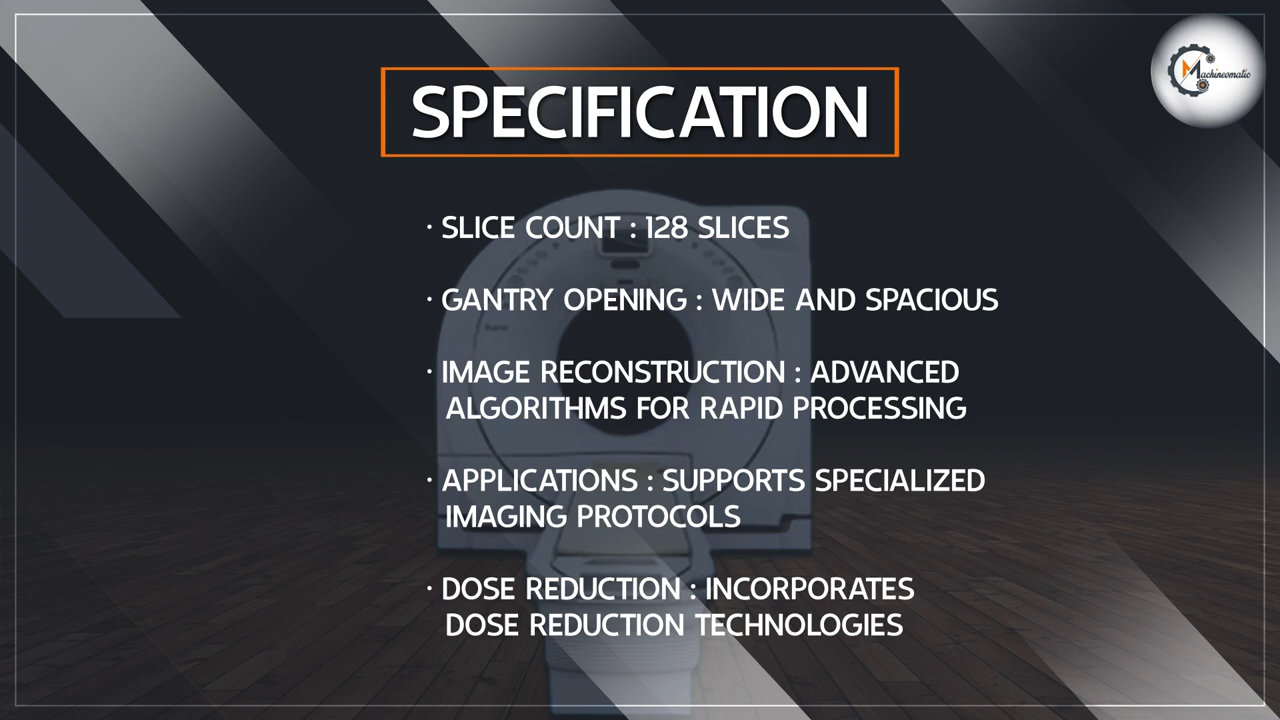 Machineomatic
SPECIFICATION
· SLICE COUNT : 128 SLICES
· GANTRY OPENING : WIDE AND SPACIOUS
· IMAGE RECONSTRUCTION : ADVANCED
ALGORITHMS FOR RAPID PROCESSING
· APPLICATIONS : SUPPORTS SPECIALIZED
IMAGING PROTOCOLS
· DOSE REDUCTION : INCORPORATES
DOSE REDUCTION TECHNOLOGIES